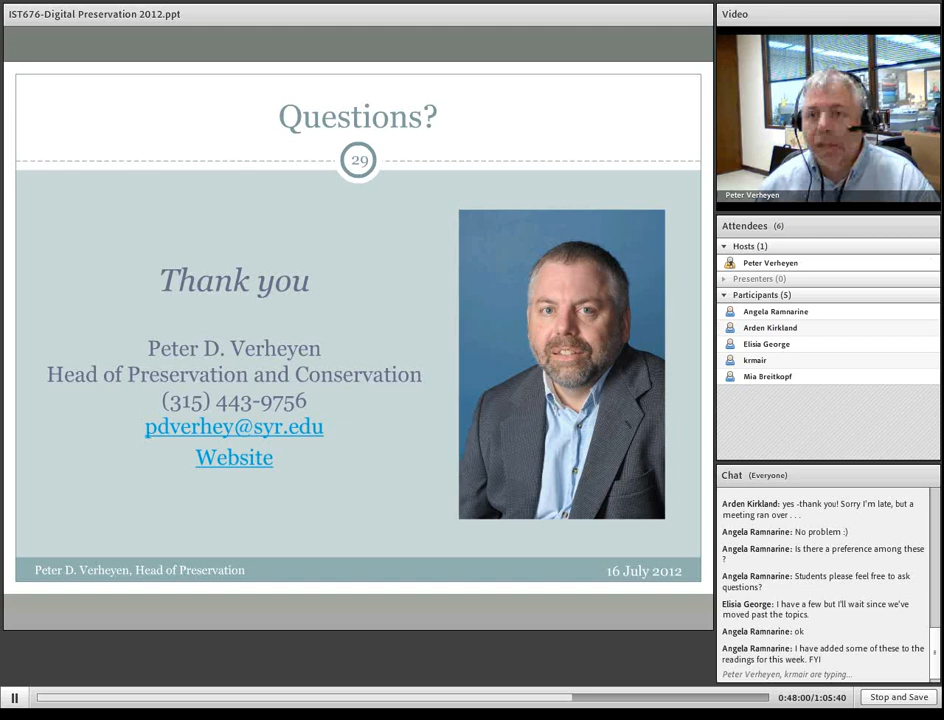 IST676-Digital Preservation 2012.ppt
Questions?
29
Thank you
Peter D. Verheyen
Head of Preservation and Conservation
(315) 443-9756
pdverhey@syr.edu
Website
Peter D. Verheyen, Head of Preservation
16 July 2012
Video
Peter Verheyen
Attendees (6)
Hosts (1)
Peter Verheyen
Presenters (0)
Participants (5)
Angela Ramnarine
Arden Kirkland
Elisia George
krmair
Mia Breitkopf
Chat (Everyone)
Arden Kirkland: yes -thank you! Sorry I'm late, but a
meeting ran over . . .
Angela Ramnarine: No problem :)
Angela Ramnarine: Is there a preference among these
?
Angela Ramnarine: Students please feel free to ask
questions?
Elisia George: I have a few but I'll wait since we've
moved past the topics.
Angela Ramnarine: ok
Angela Ramnarine: I have added some of these to the
readings for this week. FYI
Peter Verheyen, krmair are typing...
0:48:00/1:05:40
Stop and Save